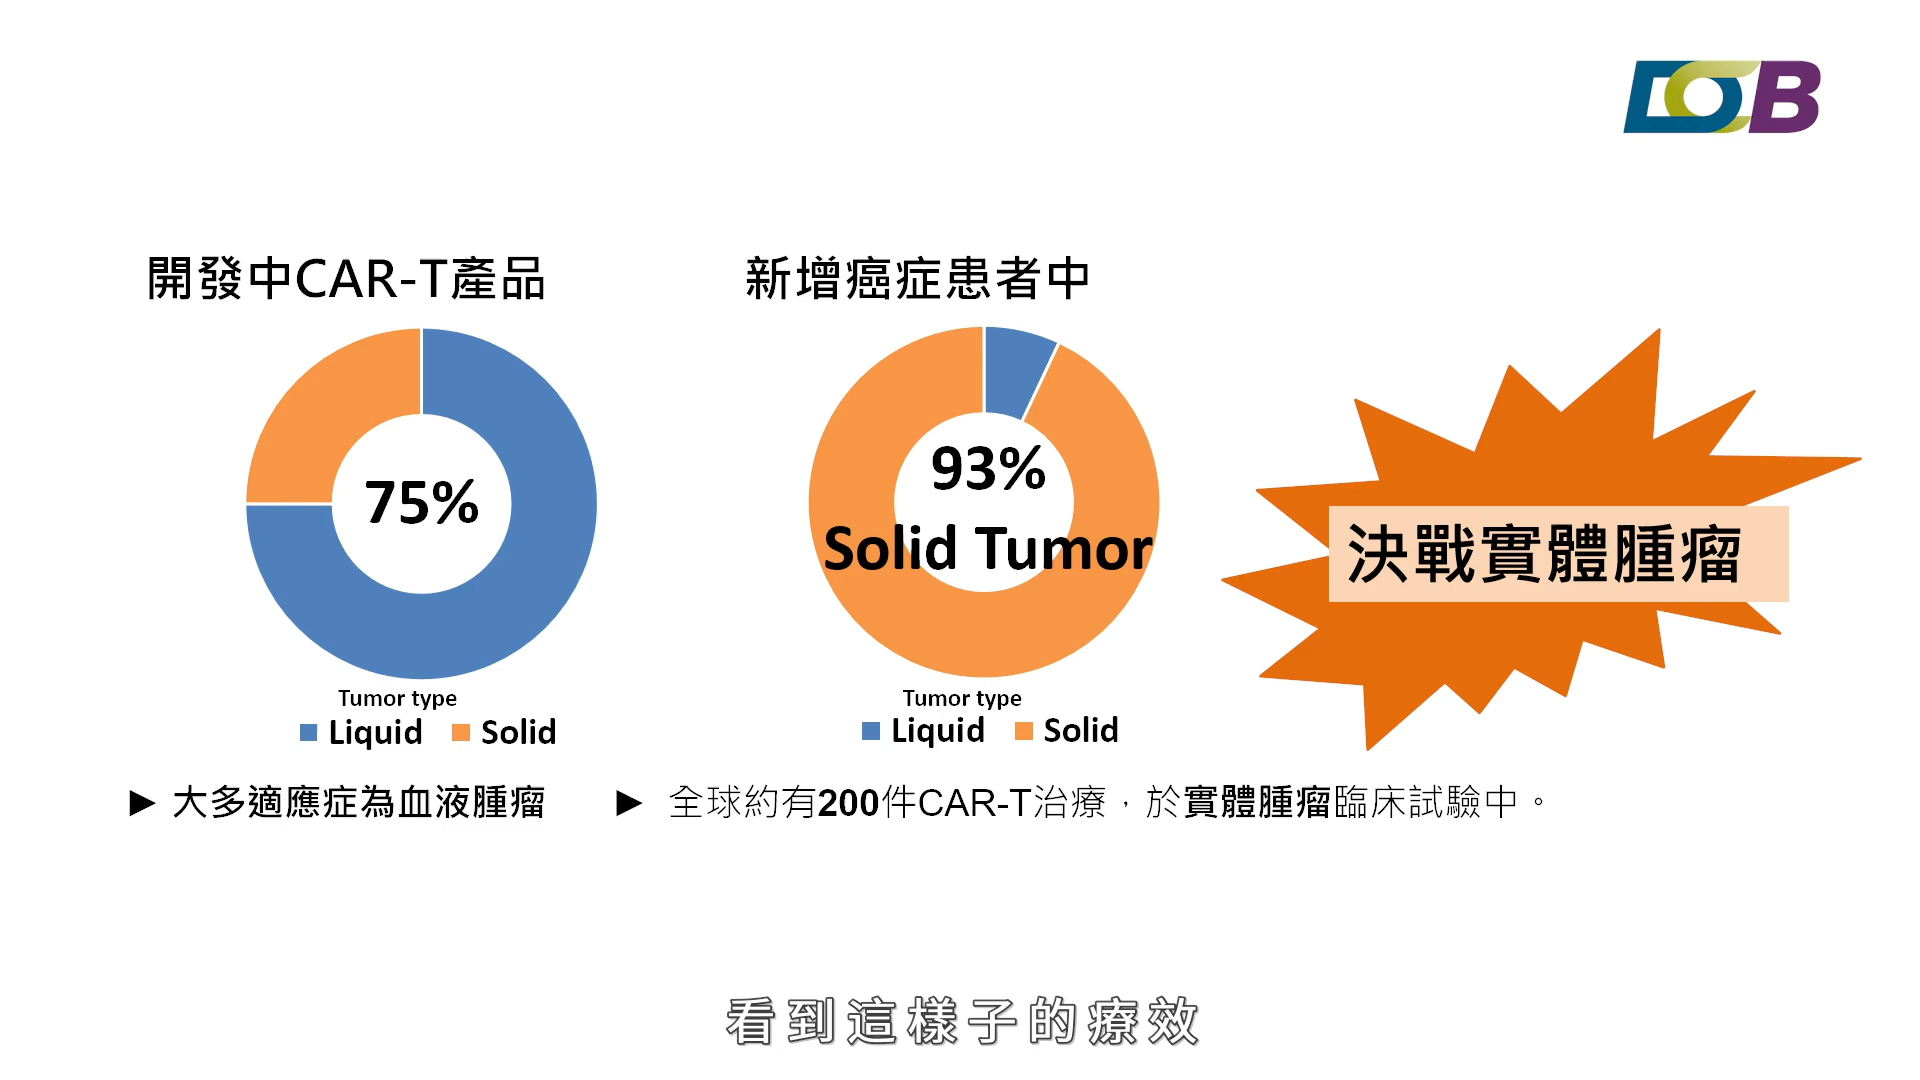 DCB
開發中CAR-T產品
新增癌症患者中
75%
93%
Solid Tumor
決戰實體腫瘤
Tumor type
Liquid Solid
Tumor type
Liquid Solid
►大多適應症為血液腫瘤
► 全球約有200件CAR-T治療，於實體腫瘤臨床試驗中。
看到這樣子的療效